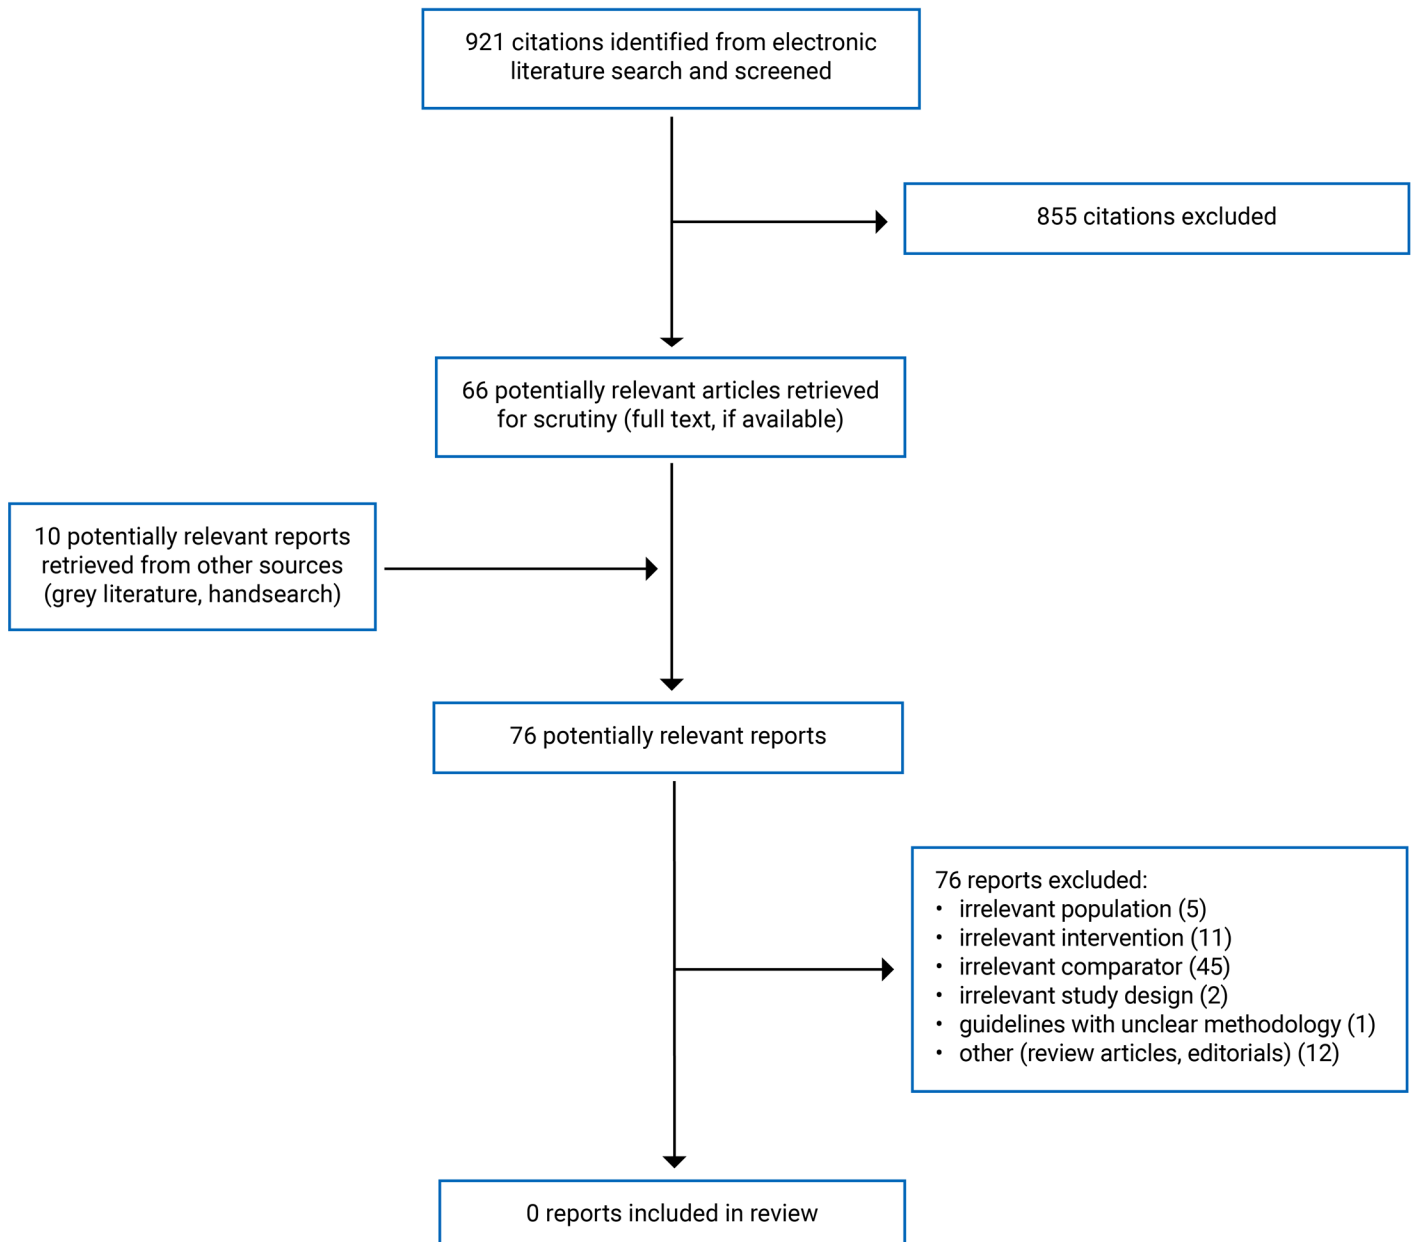 921 citations identified from electronic
literature search and screened
855 citations excluded
66 potentially relevant articles retrieved
for scrutiny (full text, if available)
10 potentially relevant reports
retrieved from other sources
(grey literature, handsearch)
76 potentially relevant reports
76 reports excluded:
• irrelevant population (5)
• irrelevant intervention (11)
• irrelevant comparator (45)
• irrelevant study design (2)
• guidelines with unclear methodology (1)
• other (review articles, editorials) (12)
0 reports included in review